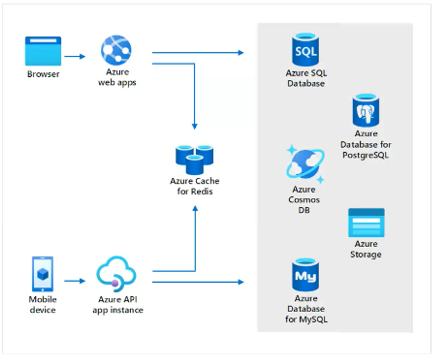 Browser
Azure
web apps
SQL
Azure SQL
Database
Azure
Database for
PostgreSQL
Azure Cache
for Redis
Azure
Cosmos
DB
Azure
Storage
Mobile
device
Azure API
app instance
My
Azure
Database
for MySQL